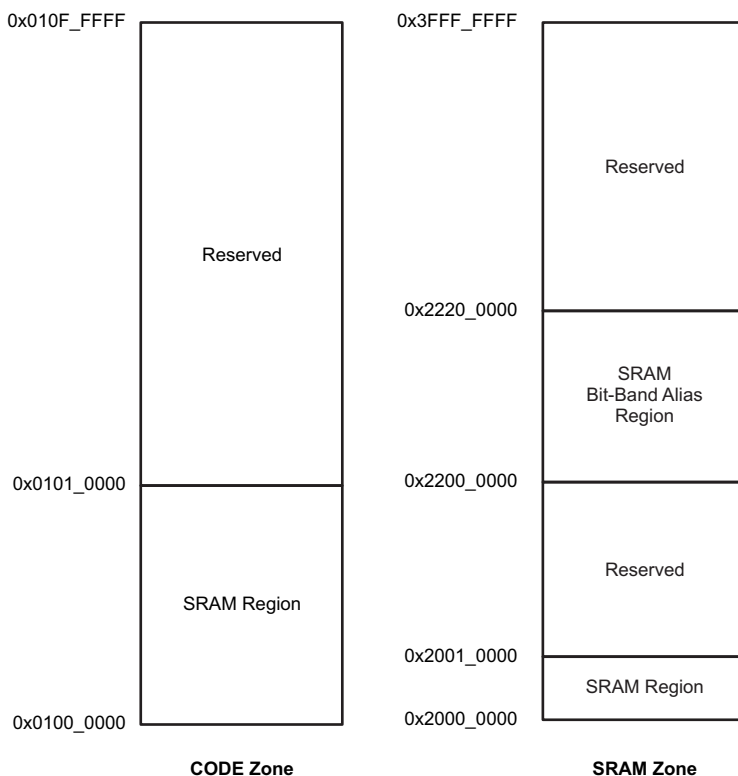 0x010F_FFFF
Reserved
0x0101_0000
SRAM Region
0x0100_0000
CODE Zone
0x3FFF_FFFF
Reserved
0x2220_0000
SRAM
Bit-Band Alias
Region
0x2200_0000
Reserved
0x2001_0000
SRAM Region
0x2000_0000
SRAM Zone